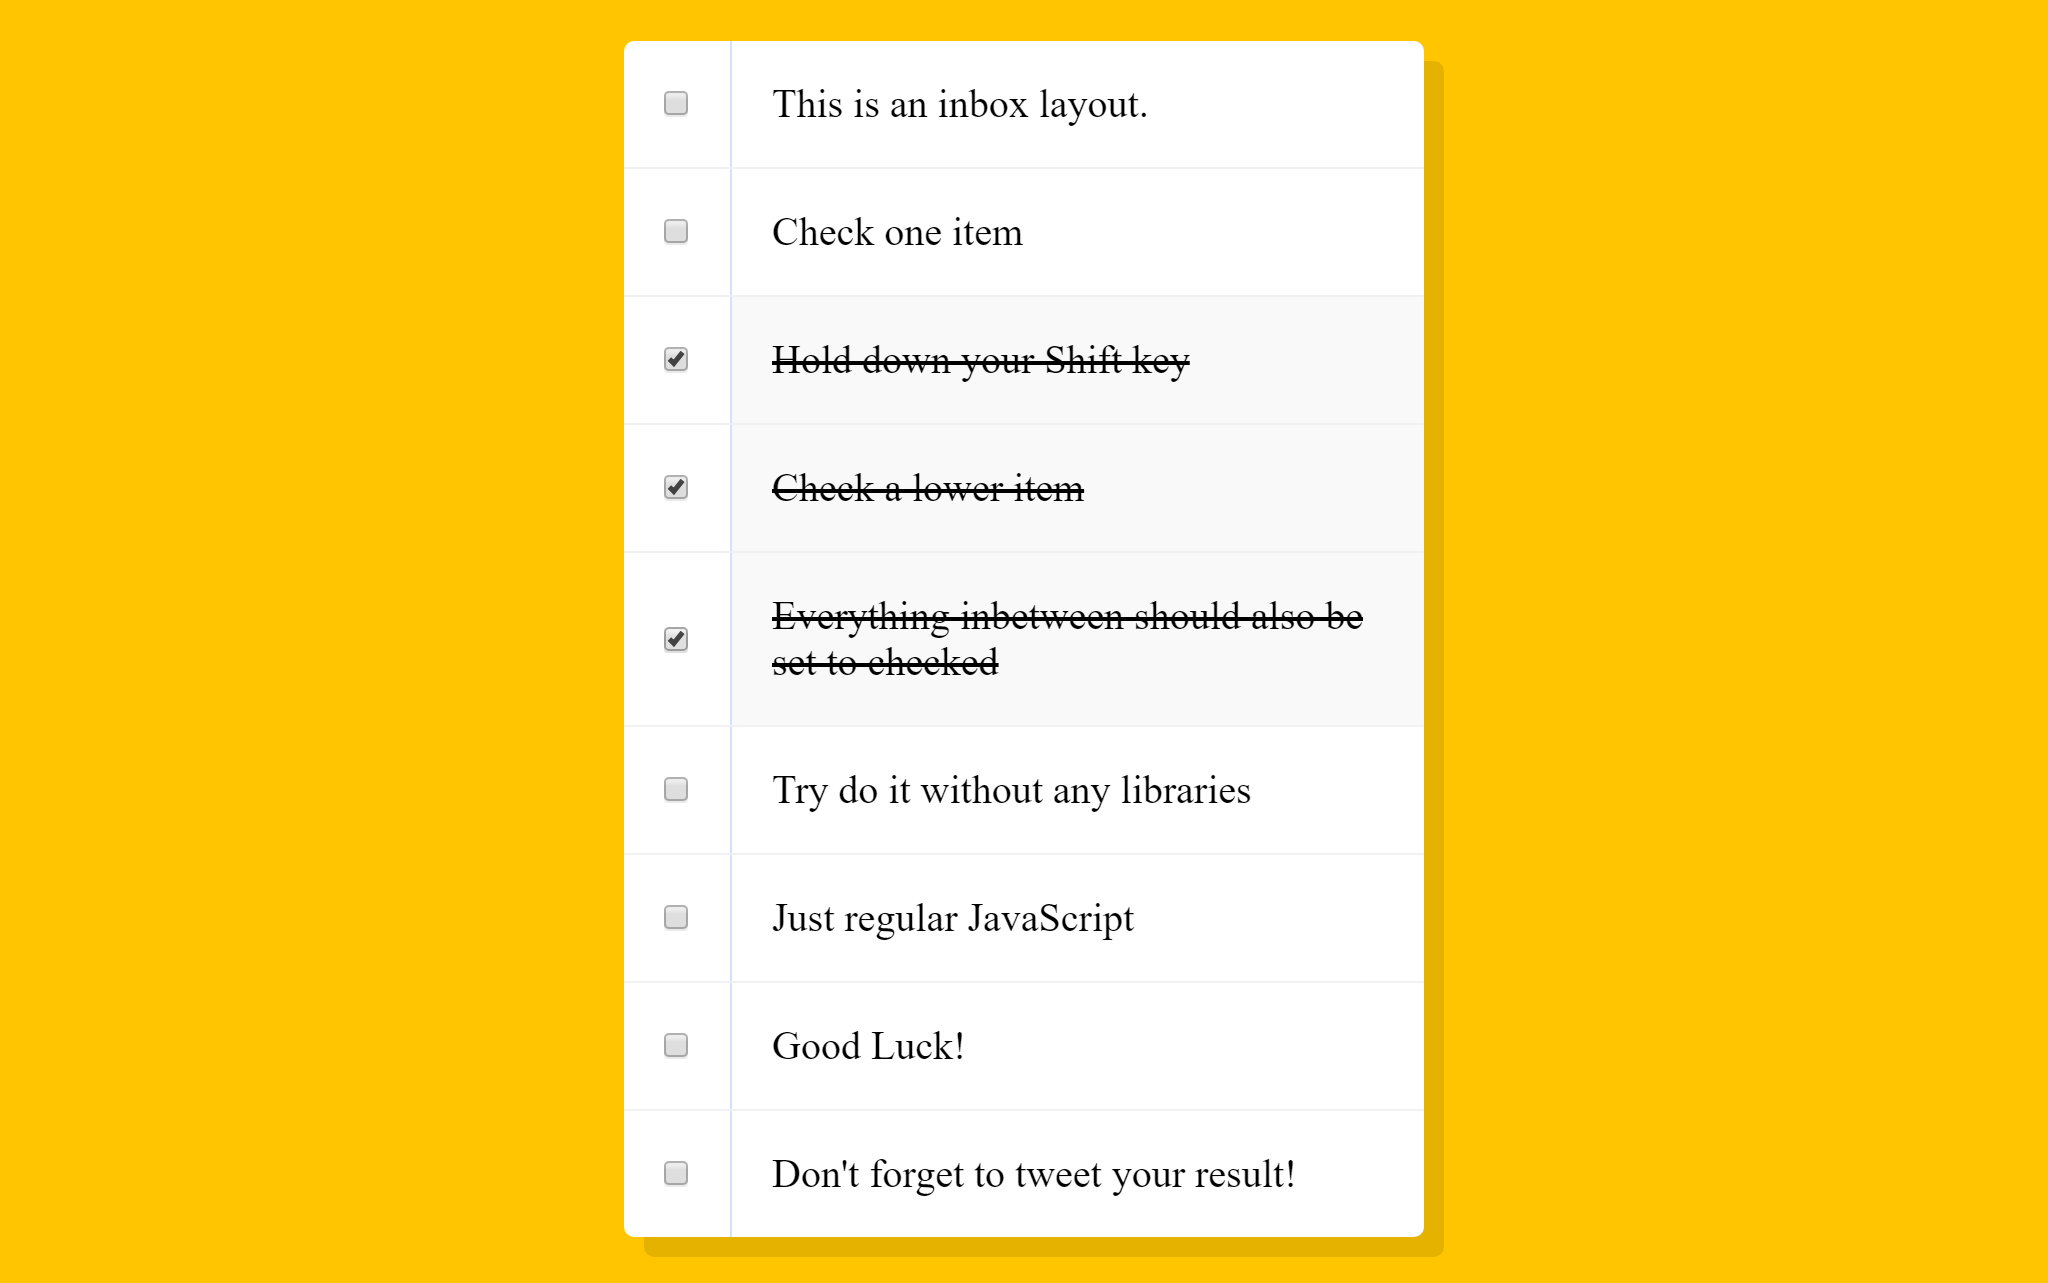 This is an inbox layout.
Check one item
Hold down your Shift key
Check a lower item
Everything inbetween should also be
set to checked
Try do it without any libraries
Just regular JavaScript
Good Luck!
Don't forget to tweet your result!